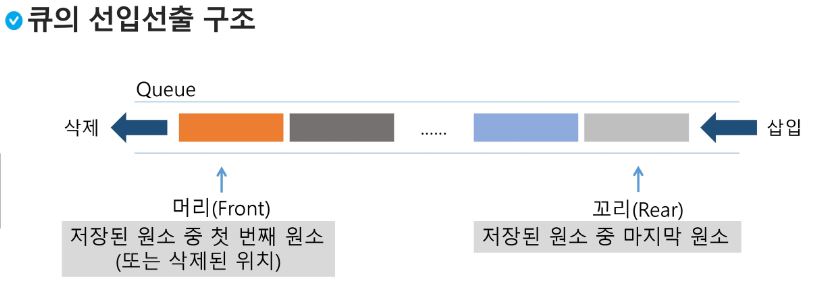 큐의 선입선출 구조
Queue
삭제
......
삽입
머리(Front)
저장된 원소 중 첫 번째 원소
(또는 삭제된 위치)
꼬리(Rear)
저장된 원소 중 마지막 원소